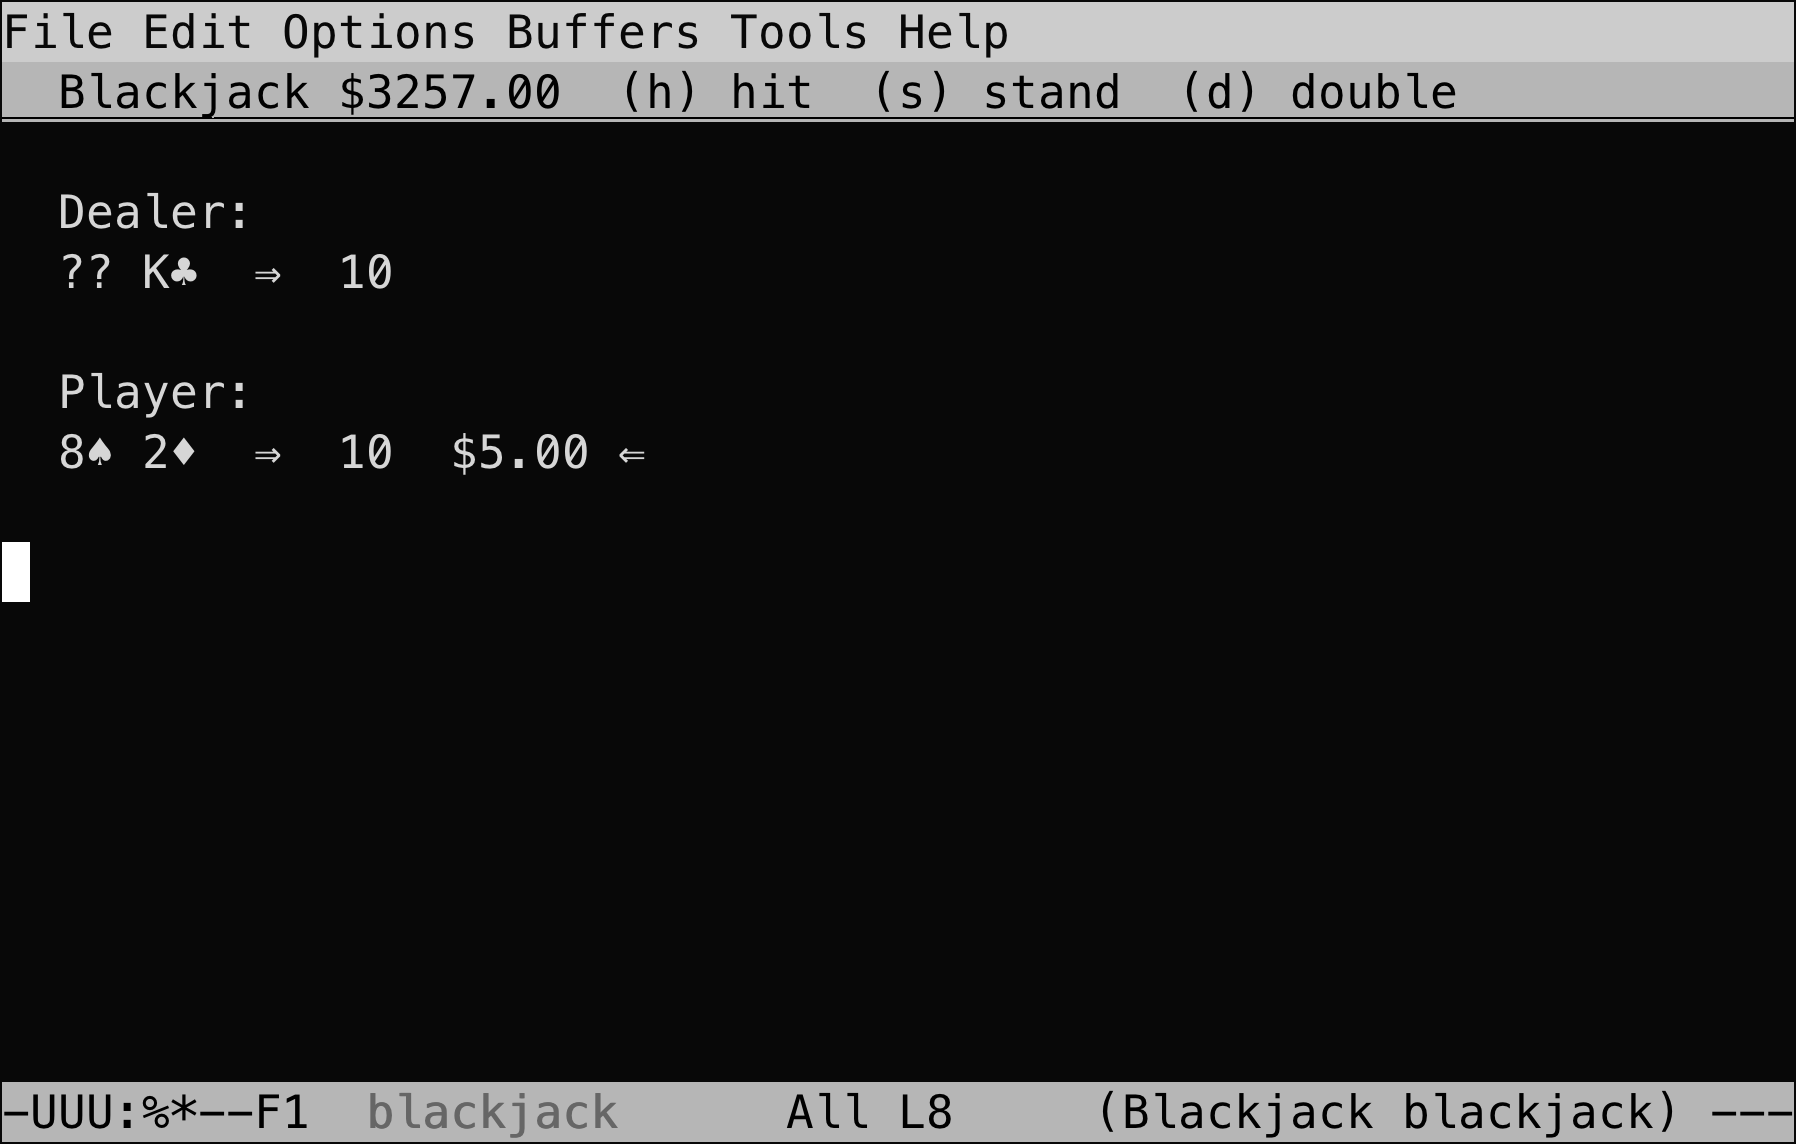 File Edit Options Buffers Tools Help
Blackjack $3257.00  (h) hit  (s) stand  (d) double
Dealer:
?? K♣  ⇒  10
Player:
8♠ 2♦  ⇒  10  $5.00 ⇐
-UUU:%*--F1  blackjack      All L8     (Blackjack blackjack) ---